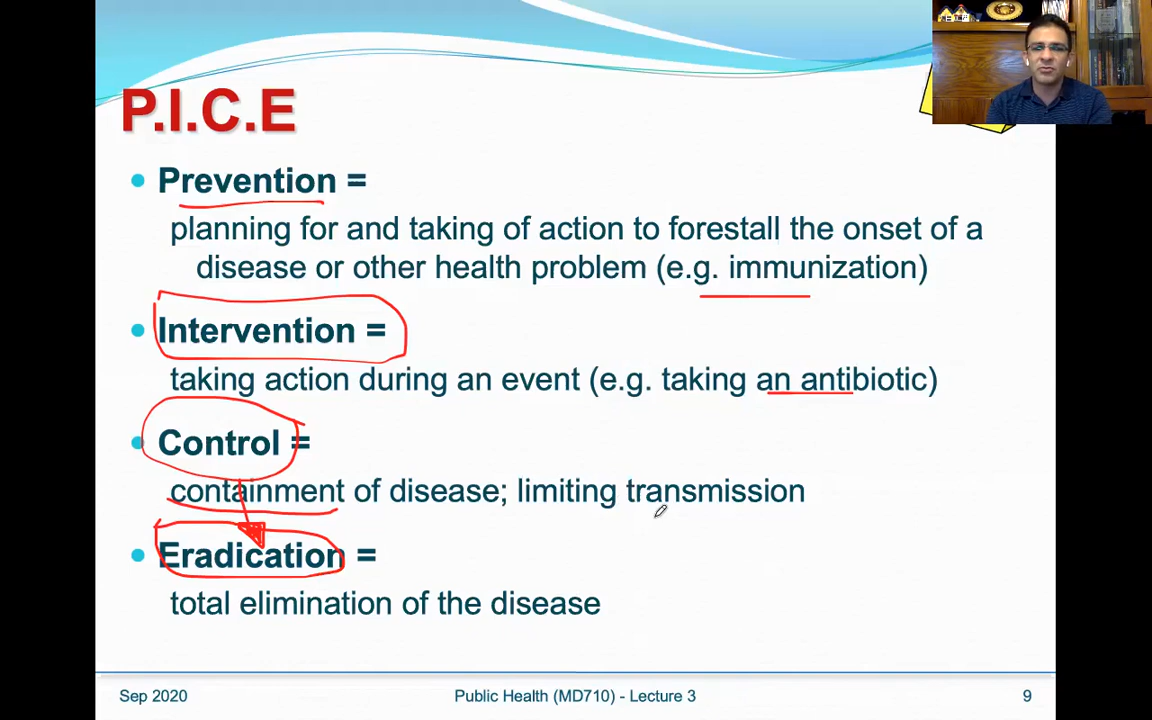 P.I.C.E
• Prevention =
planning for and taking of action to forestall the onset of a
disease or other health problem (e.g. immunization)
• Intervention =
taking action during an event (e.g. taking an antibiotic)
• Control =
containment of disease; limiting transmission
• Eradication =
total elimination of the disease
Sep 2020 Public Health (MD710) - Lecture 3 9